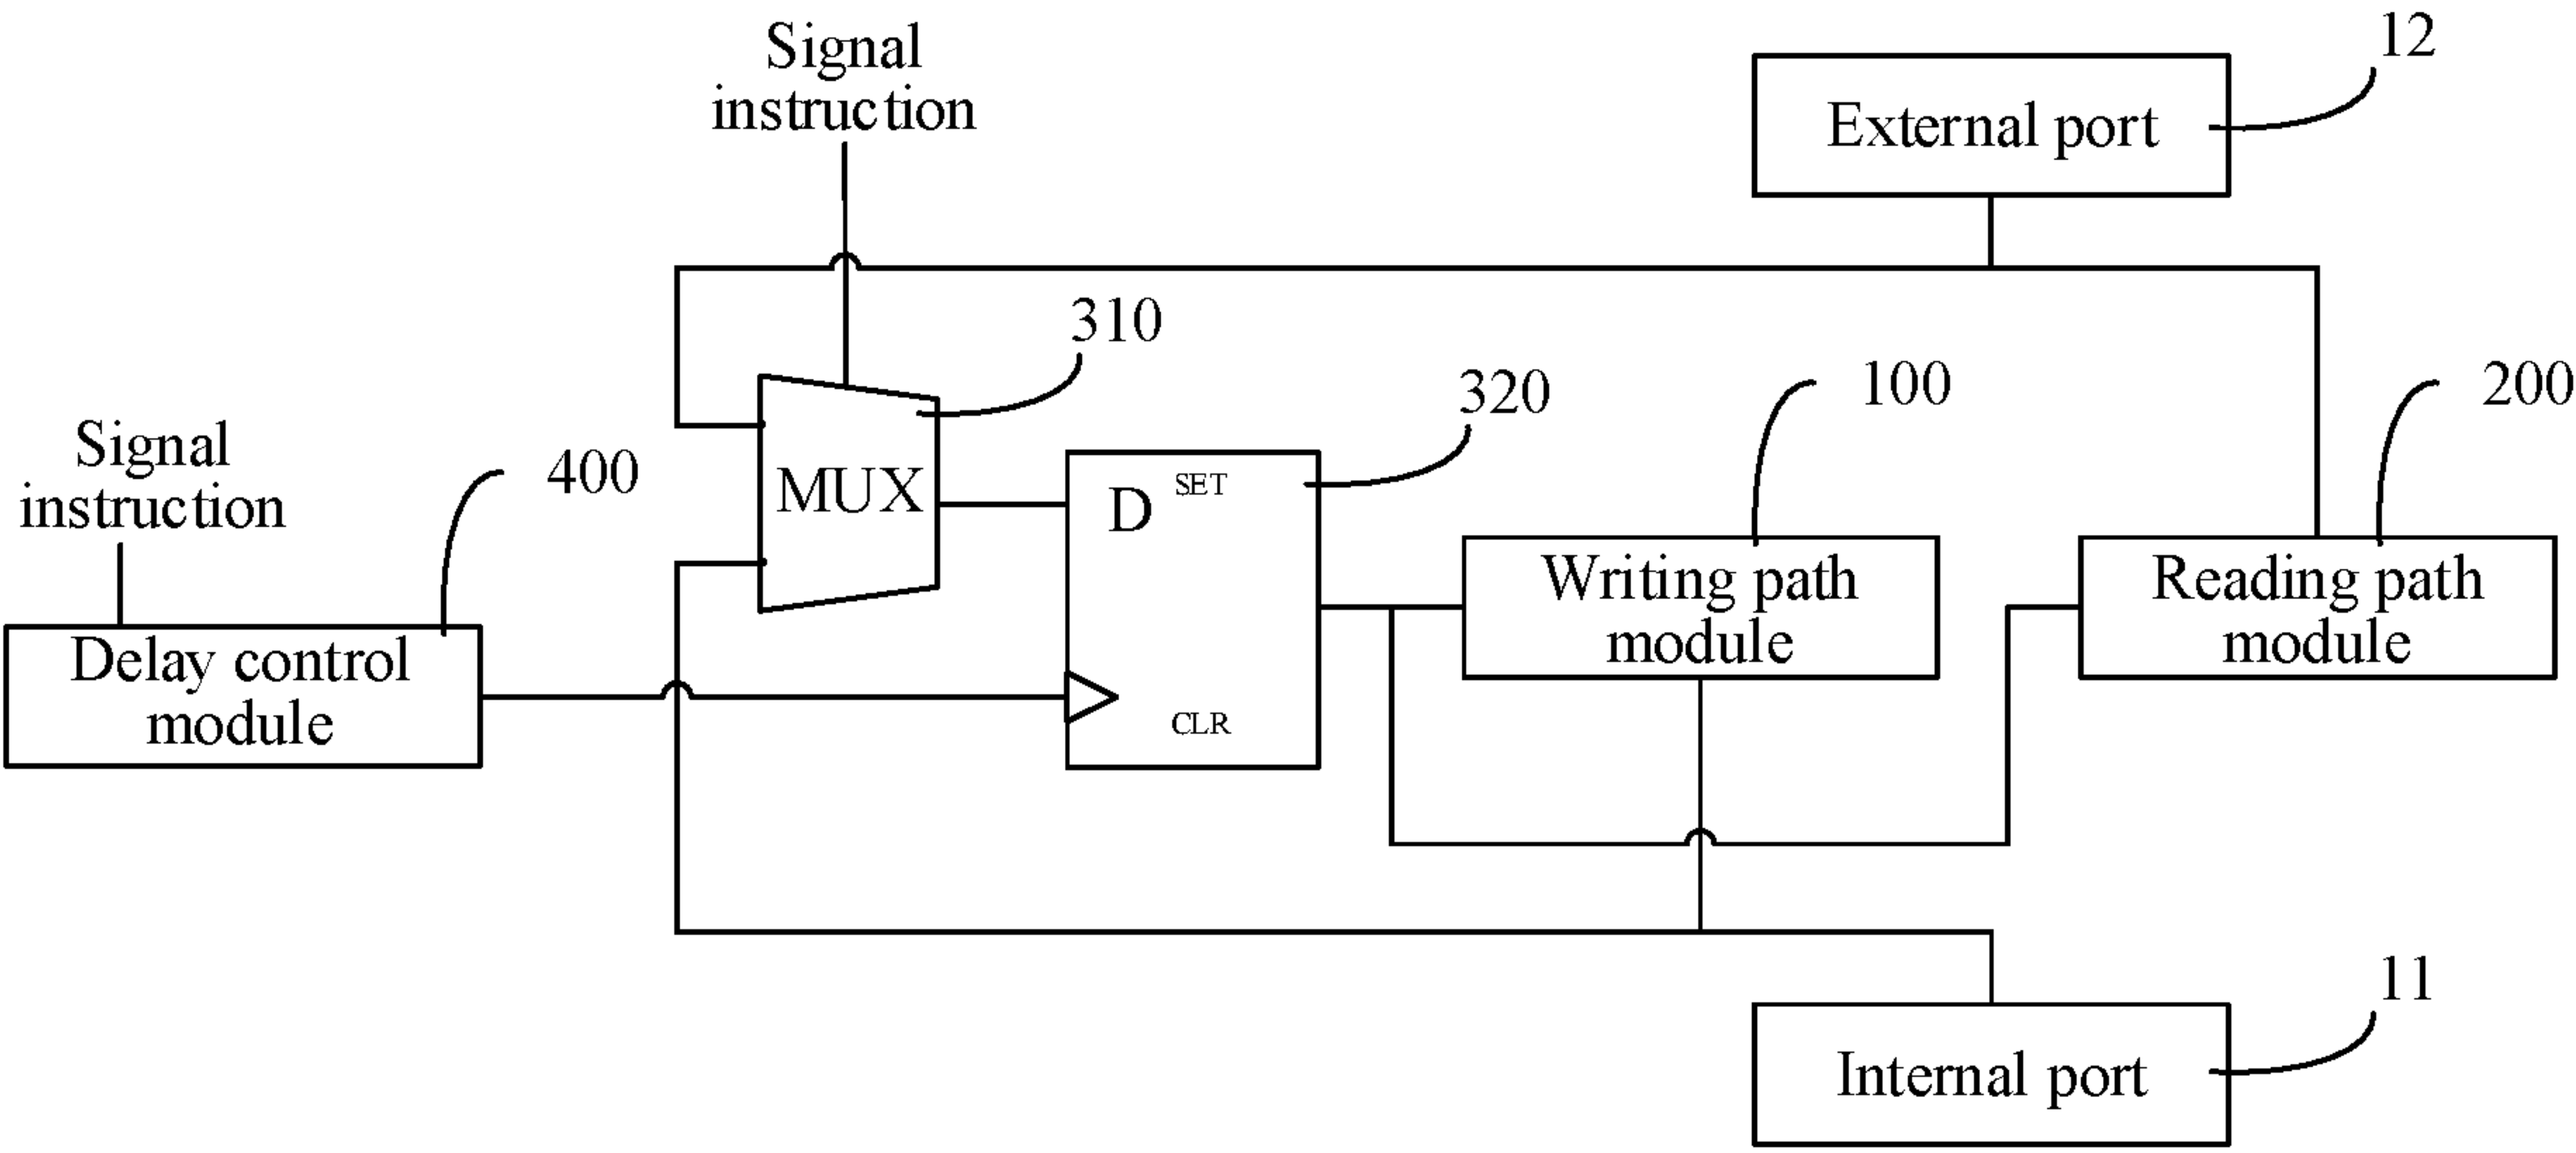 Signal
instruction
12
External port
310
320
100
200
Signal
instruction
400
MUX
D
SET
Writing path
module
Reading path
module
Delay control
module
CLR
11
Internal port